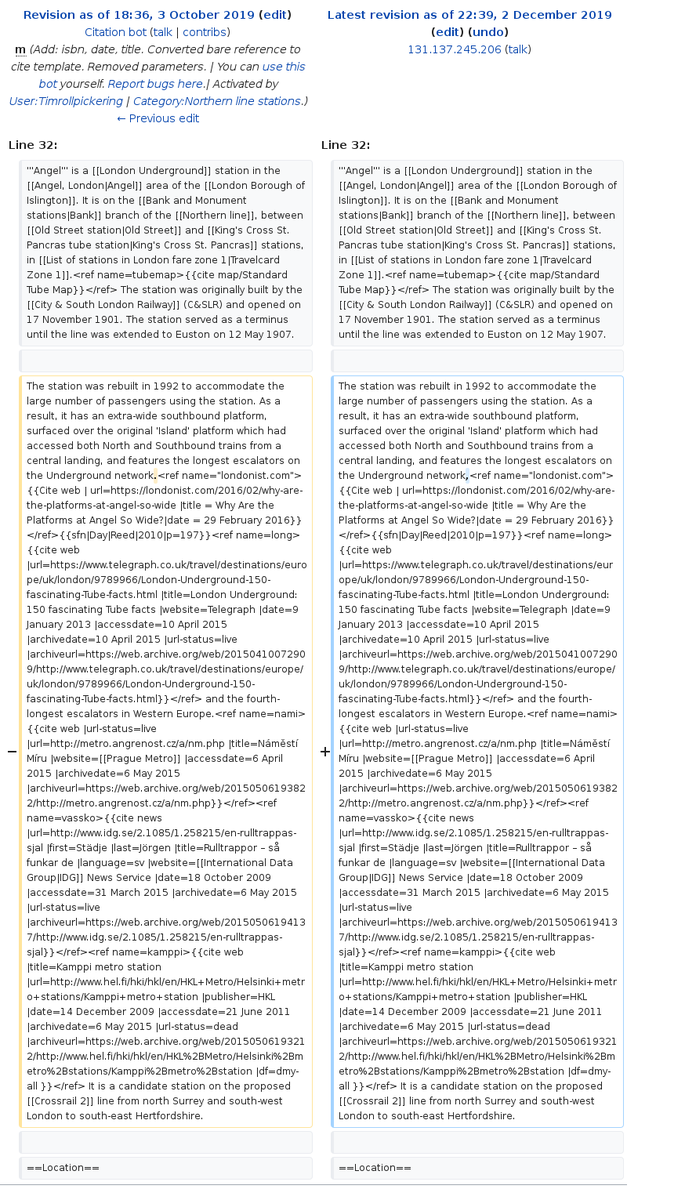 Revision as of 18:36, 3 October 2019 (edit)
Citation bot (talk | contribs)
m (Add: isbn, date, title. Converted bare reference to
cite template. Removed parameters. | You can use this
bot yourself. Report bugs here.| Activated by
User:Timrollpickering | Category:Northern line stations.)
← Previous edit
Latest revision as of 22:39, 2 December 2019
(edit) (undo)
131.137.245.206 (talk)
Line 32:
Line 32:
'''Angel''' is a [[London Underground]] station in the
[[Angel, London|Angel]] area of the [[London Borough of
Islington]]. It is on the [[Bank and Monument
stations|Bank]] branch of the [[Northern line]], between
[[Old Street station|Old Street]] and [[King's Cross St.
Pancras tube station|King's Cross St. Pancras]] stations,
in [[List of stations in London fare zone 1|Travelcard
Zone 1]].<ref name=tubemap>{{cite map/Standard
Tube Map}}</ref> The station was originally built by the
[[City & South London Railway]] (C&SLR) and opened on
17 November 1901. The station served as a terminus
until the line was extended to Euston on 12 May 1907.
'''Angel''' is a [[London Underground]] station in the
[[Angel, London|Angel]] area of the [[London Borough of
Islington]]. It is on the [[Bank and Monument
stations|Bank]] branch of the [[Northern line]], between
[[Old Street station|Old Street]] and [[King's Cross St.
Pancras tube station|King's Cross St. Pancras]] stations,
in [[List of stations in London fare zone 1|Travelcard
Zone 1]].<ref name=tubemap>{{cite map/Standard
Tube Map}}</ref> The station was originally built by the
[[City & South London Railway]] (C&SLR) and opened on
17 November 1901. The station served as a terminus
until the line was extended to Euston on 12 May 1907.
−
The station was rebuilt in 1992 to accommodate the
large number of passengers using the station. As a
result, it has an extra-wide southbound platform,
surfaced over the original 'Island' platform which had
accessed both North and Southbound trains from a
central landing, and features the longest escalators on
the Underground network.<ref name="londonist.com">
{{Cite web | url=https://londonist.com/2016/02/why-are-
the-platforms-at-angel-so-wide |title = Why Are the
Platforms at Angel So Wide?|date = 29 February 2016}}
</ref>{{sfn|Day|Reed|2010|p=197}}<ref name=long>
{{cite web
|url=https://www.telegraph.co.uk/travel/destinations/euro
pe/uk/london/9789966/London-Underground-150-
fascinating-Tube-facts.html |title=London Underground:
150 fascinating Tube facts |website=Telegraph |date=9
January 2013 |accessdate=10 April 2015
|archivedate=10 April 2015 |url-status=live
|archiveurl=https://web.archive.org/web/2015041007290
9/http://www.telegraph.co.uk/travel/destinations/europe/
uk/london/9789966/London-Underground-150-
fascinating-Tube-facts.html}}</ref> and the fourth-
longest escalators in Western Europe.<ref name=nami>
{{cite web |url-status=live
|url=http://metro.angrenost.cz/a/nm.php |title=Náměstí
Míru |website=[[Prague Metro]] |accessdate=6 April
2015 |archivedate=6 May 2015
|archiveurl=https://web.archive.org/web/2015050619382
2/http://metro.angrenost.cz/a/nm.php}}</ref><ref
name=vassko>{{cite news
|url=http://www.idg.se/2.1085/1.258215/en-rulltrappas-
sjal |first=Städje |last=Jörgen |title=Rulltrappor – så
funkar de |language=sv |website=[[International Data
Group|IDG]] News Service |date=18 October 2009
|accessdate=31 March 2015 |archivedate=6 May 2015
|url-status=live
|archiveurl=https://web.archive.org/web/2015050619413
7/http://www.idg.se/2.1085/1.258215/en-rulltrappas-
sjal}}</ref><ref name=kamppi>{{cite web
|title=Kamppi metro station
|url=http://www.hel.fi/hki/hkl/en/HKL+Metro/Helsinki+metr
o+stations/Kamppi+metro+station |publisher=HKL
|date=14 December 2009 |accessdate=21 June 2011
|archivedate=6 May 2015 |url-status=dead
|archiveurl=https://web.archive.org/web/2015050619321
2/http://www.hel.fi/hki/hkl/en/HKL%2BMetro/Helsinki%2Bm
etro%2Bstations/Kamppi%2Bmetro%2Bstation |df=dmy-
all }}</ref> It is a candidate station on the proposed
[[Crossrail 2]] line from north Surrey and south-west
London to south-east Hertfordshire.
+
The station was rebuilt in 1992 to accommodate the
large number of passengers using the station. As a
result, it has an extra-wide southbound platform,
surfaced over the original 'Island' platform which had
accessed both North and Southbound trains from a
central landing, and features the longest escalators on
the Underground network,<ref name="londonist.com">
{{Cite web | url=https://londonist.com/2016/02/why-are-
the-platforms-at-angel-so-wide |title = Why Are the
Platforms at Angel So Wide?|date = 29 February 2016}}
</ref>{{sfn|Day|Reed|2010|p=197}}<ref name=long>
{{cite web
|url=https://www.telegraph.co.uk/travel/destinations/eur
ope/uk/london/9789966/London-Underground-150-
fascinating-Tube-facts.html |title=London Underground:
150 fascinating Tube facts |website=Telegraph |date=9
January 2013 |accessdate=10 April 2015
|archivedate=10 April 2015 |url-status=live
|archiveurl=https://web.archive.org/web/2015041007290
9/http://www.telegraph.co.uk/travel/destinations/europe/
uk/london/9789966/London-Underground-150-
fascinating-Tube-facts.html}}</ref> and the fourth-
longest escalators in Western Europe.<ref name=nami>
{{cite web |url-status=live
|url=http://metro.angrenost.cz/a/nm.php |title=Náměstí
Míru |website=[[Prague Metro]] |accessdate=6 April
2015 |archivedate=6 May 2015
|archiveurl=https://web.archive.org/web/2015050619382
2/http://metro.angrenost.cz/a/nm.php}}</ref><ref
name=vassko>{{cite news
|url=http://www.idg.se/2.1085/1.258215/en-rulltrappas-
sjal |first=Städje |last=Jörgen |title=Rulltrappor – så
funkar de |language=sv |website=[[International Data
Group|IDG]] News Service |date=18 October 2009
|accessdate=31 March 2015 |archivedate=6 May 2015
|url-status=live
|archiveurl=https://web.archive.org/web/2015050619413
7/http://www.idg.se/2.1085/1.258215/en-rulltrappas-
sjal}}</ref><ref name=kamppi>{{cite web
|title=Kamppi metro station
|url=http://www.hel.fi/hki/hkl/en/HKL+Metro/Helsinki+metr
o+stations/Kamppi+metro+station |publisher=HKL
|date=14 December 2009 |accessdate=21 June 2011
|archivedate=6 May 2015 |url-status=dead
|archiveurl=https://web.archive.org/web/2015050619321
2/http://www.hel.fi/hki/hkl/en/HKL%2BMetro/Helsinki%2Bm
etro%2Bstations/Kamppi%2Bmetro%2Bstation |df=dmy-
all }}</ref> It is a candidate station on the proposed
[[Crossrail 2]] line from north Surrey and south-west
London to south-east Hertfordshire.
==Location==
==Location==